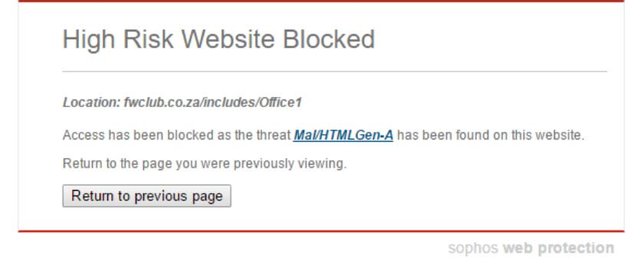 High Risk Website Blocked
Location: fwclub.co.za/includes/Office1
Access has been blocked as the threat Mal/HTMLGen-A has been found on this website.
Return to the page you were previously viewing.
Return to previous page
sophos web protection